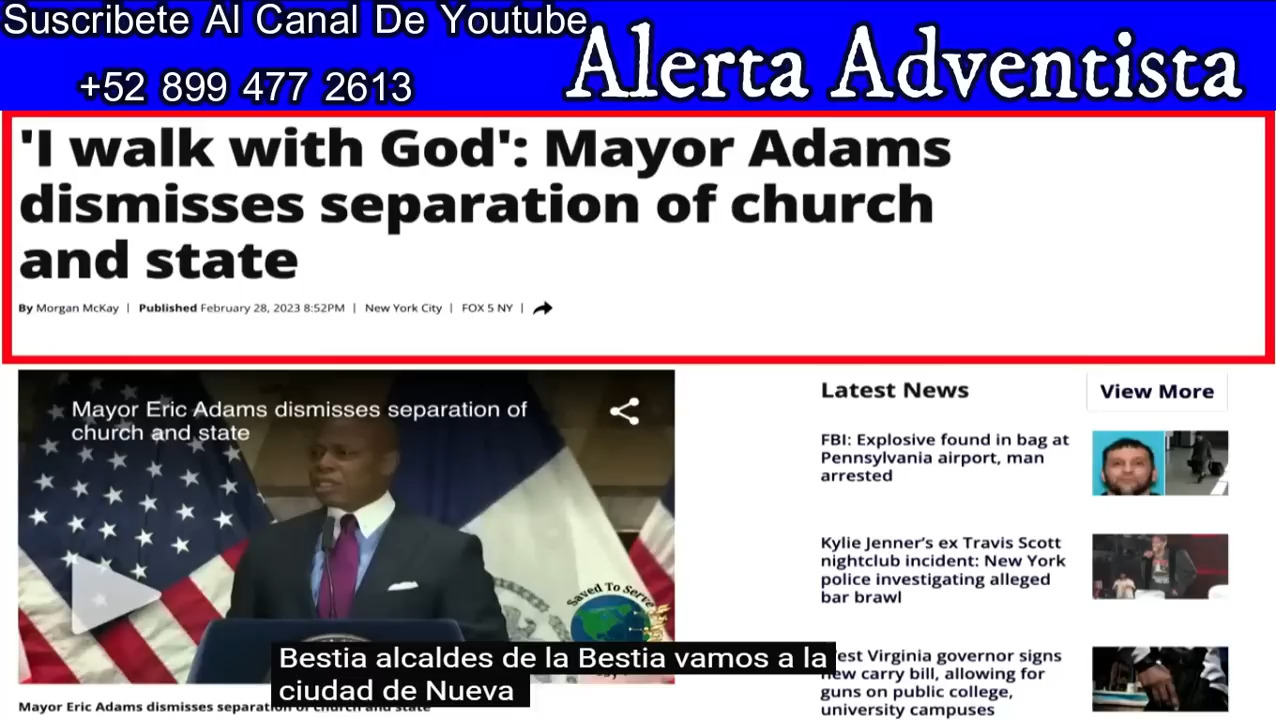 Suscribete Al Canal De Youtube
+52 899 477 2613
Alerta Adventista
'I walk with God': Mayor Adams
dismisses separation of church
and state
By Morgan McKay | Published February 28, 2023 8:52PM | New York City | FOX 5 NY |
Mayor Eric Adams dismisses separation of
church and state
Saved To Serve
Bestia alcaldes de la Bestia vamos a la
ciudad de Nueva
Mayor Eric Adams dismisses separation of church and state
Latest News
View More
FBI: Explosive found in bag at
Pennsylvania airport, man
arrested
Kylie Jenner's ex Travis Scott
nightclub incident: New York
police investigating alleged
bar brawl
est Virginia governor signs
new carry bill, allowing for
guns on public college,
university campuses